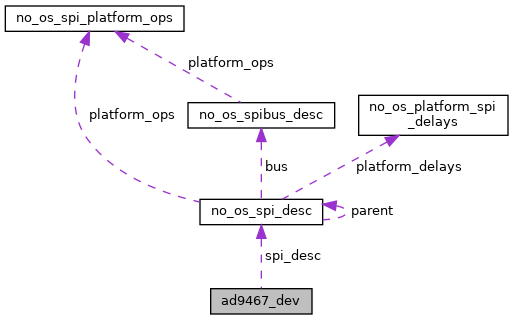 no_os_spi_platform_ops
platform_ops
platform_ops
no_os_spibus_desc
no_os_platform_spi
_delays
bus
platform_delays
no_os_spi_desc
parent
spi_desc
ad9467_dev